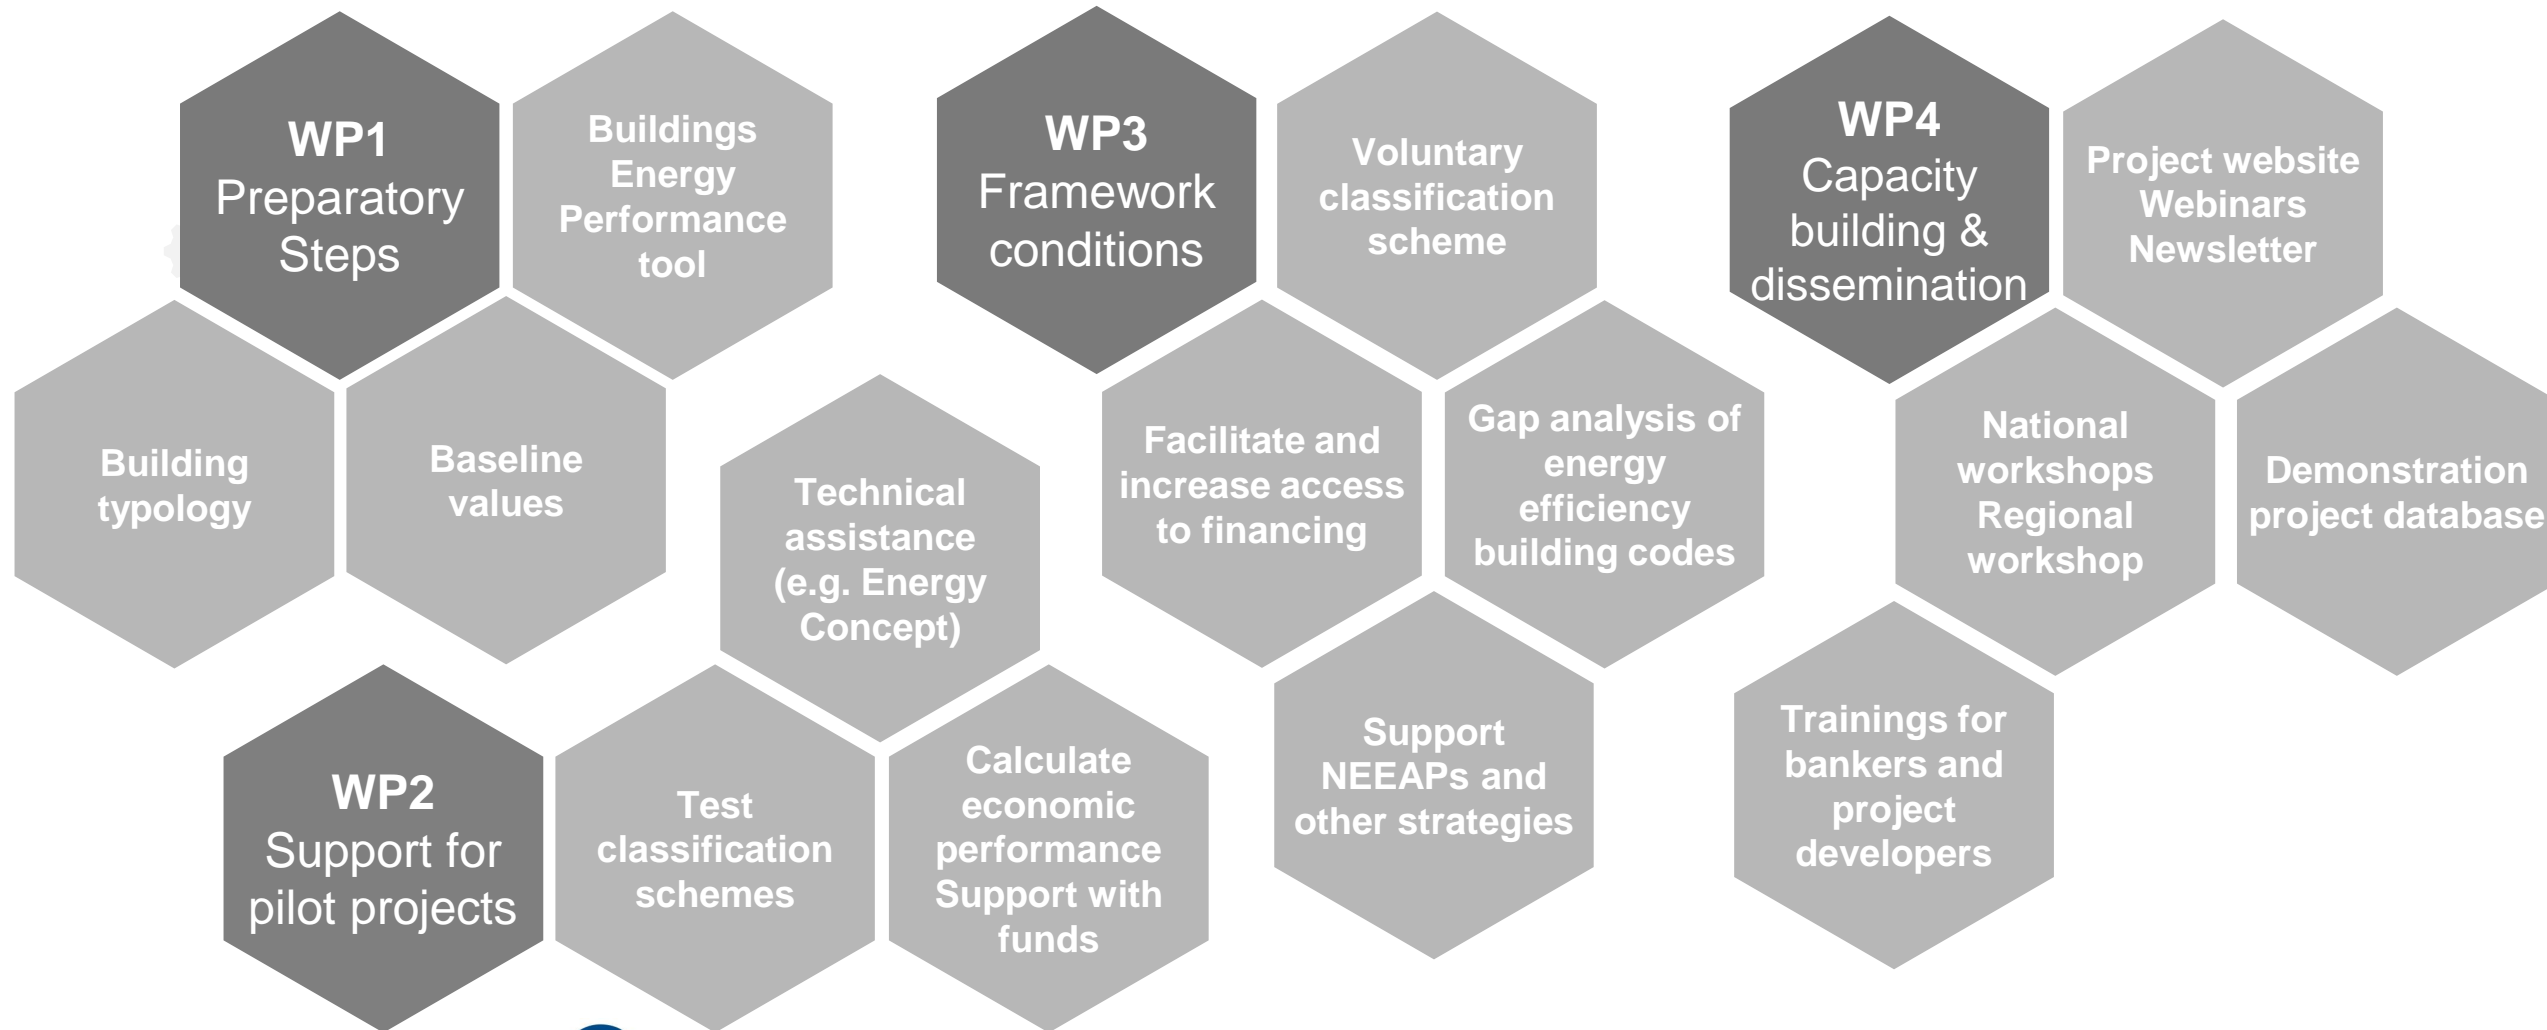 WP1
Preparatory
Steps
Buildings
Energy
Performance
tool
Building
typology
Baseline
values
WP2
Support for
pilot projects
Technical
assistance
(e.g. Energy
Concept)
Test
classification
schemes
Calculate
economic
performance
Support with
funds
WP3
Framework
conditions
Voluntary
classification
scheme
Facilitate and
increase access
to financing
Gap analysis of
energy
efficiency
building codes
Support
NEEAPs and
other strategies
WP4
Capacity
building &
dissemination
Project website
Webinars
Newsletter
National
workshops
Regional
workshop
Demonstration
project database
Trainings for
bankers and
project
developers